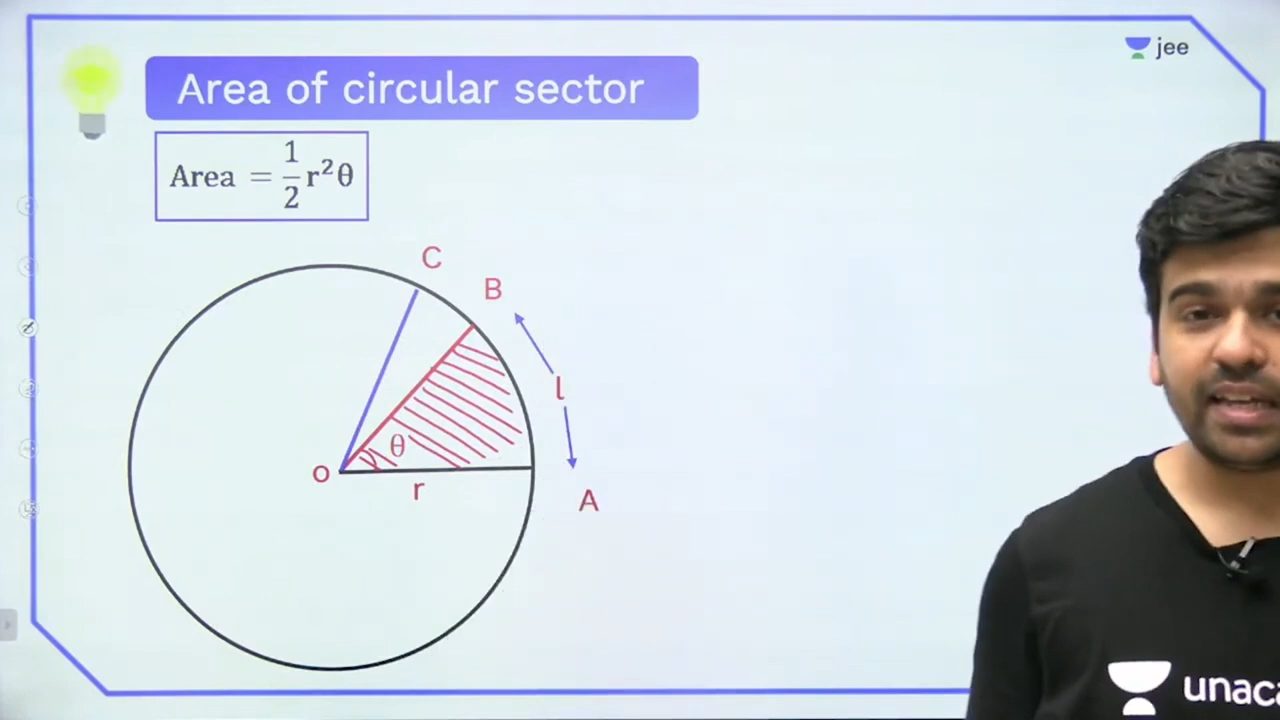 jee
Area of circular sector
Area = 1/2 r²θ
C
B
l
θ
o
r
A
unaca